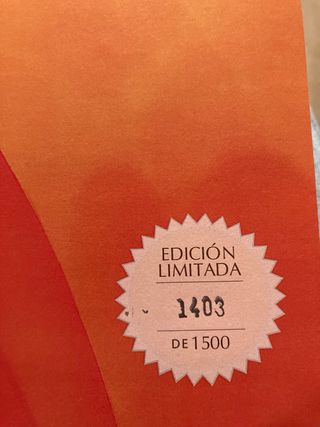 EDICIÓN
LIMITADA
1403
DE 1500